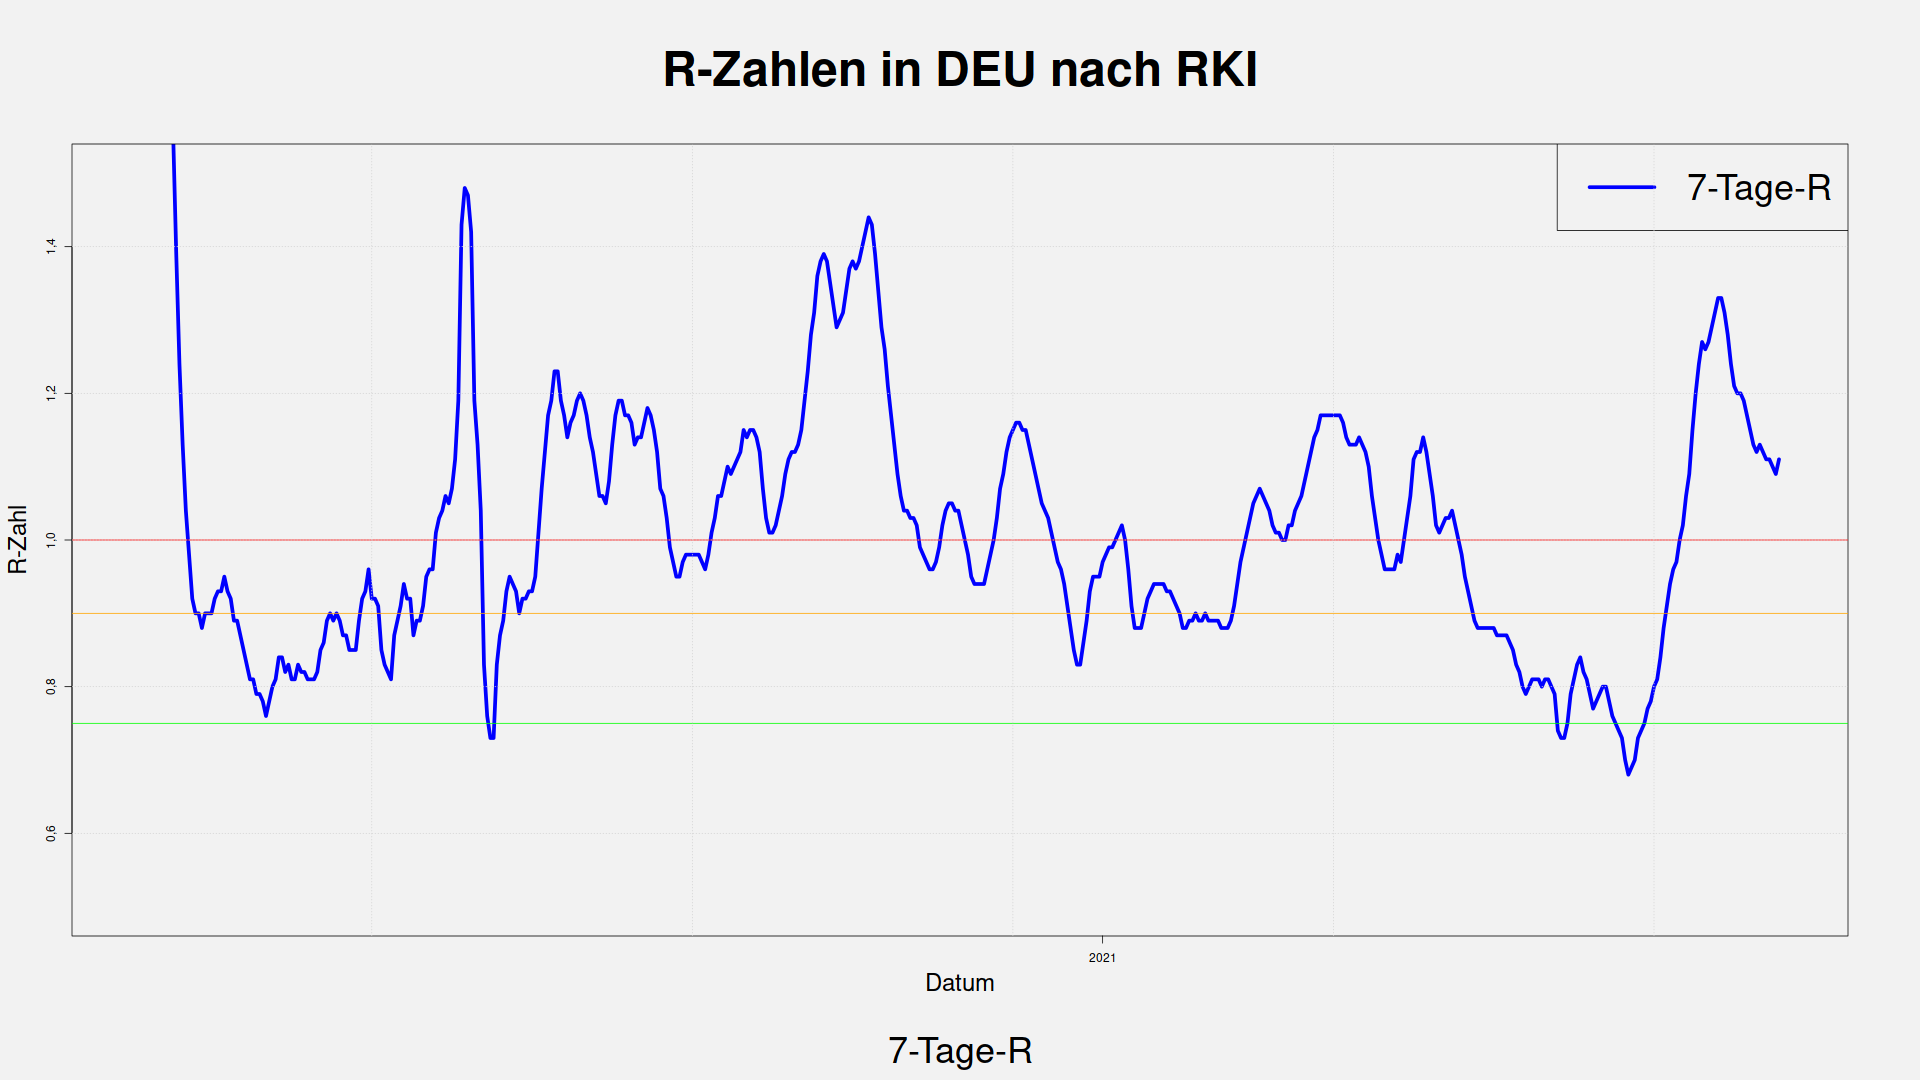 R-Zahlen in DEU nach RKI
7-Tage-R
1,4
1,2
1,0
0,8
0,6
R-Zahl
2021
Datum
7-Tage-R